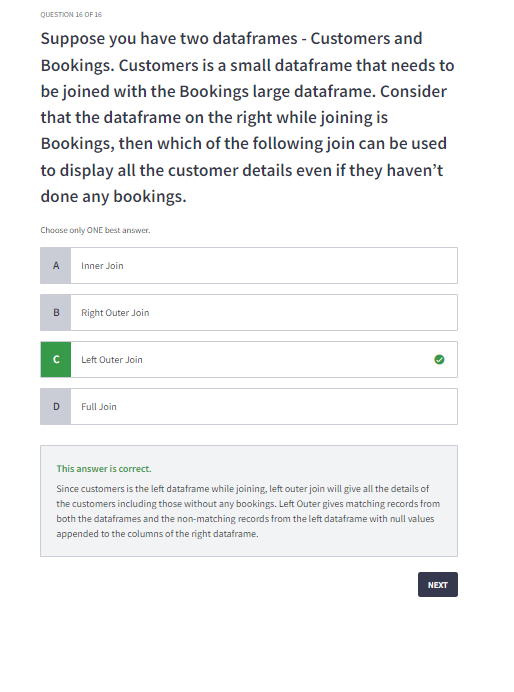 QUESTION 16 OF 16
Suppose you have two dataframes - Customers and
Bookings. Customers is a small dataframe that needs to
be joined with the Bookings large dataframe. Consider
that the dataframe on the right while joining is
Bookings, then which of the following join can be used
to display all the customer details even if they haven’t
done any bookings.
Choose only ONE best answer.
A Inner Join
B Right Outer Join
C Left Outer Join
D Full Join
This answer is correct.
Since customers is the left dataframe while joining, left outer join will give all the details of
the customers including those without any bookings. Left Outer gives matching records from
both the dataframes and the non-matching records from the left dataframe with null values
appended to the columns of the right dataframe.
NEXT